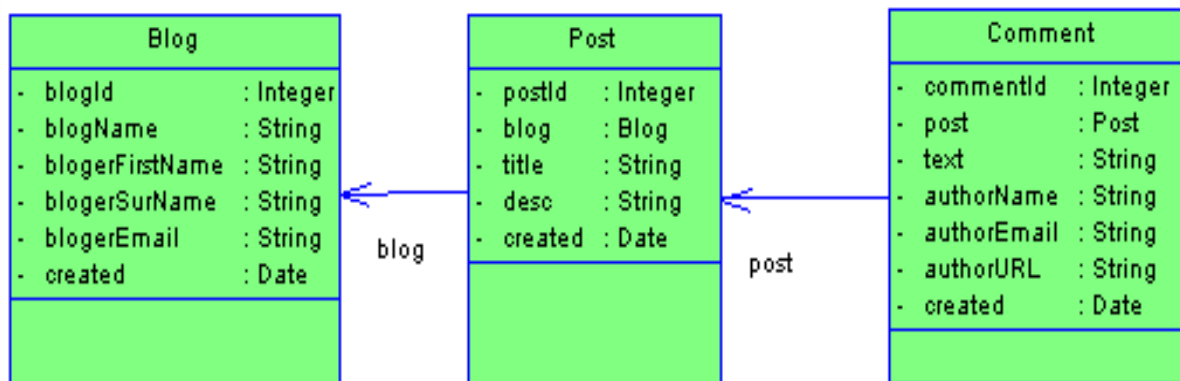 Blog
- blogId : Integer
- blogName : String
- blogerFirstName : String
- blogerSurName : String
- blogerEmail : String
- created : Date
blog
Post
- postId : Integer
- blog : Blog
- title : String
- desc : String
- created : Date
post
Comment
- commentId : Integer
- post : Post
- text : String
- authorName : String
- authorEmail : String
- authorURL : String
- created : Date